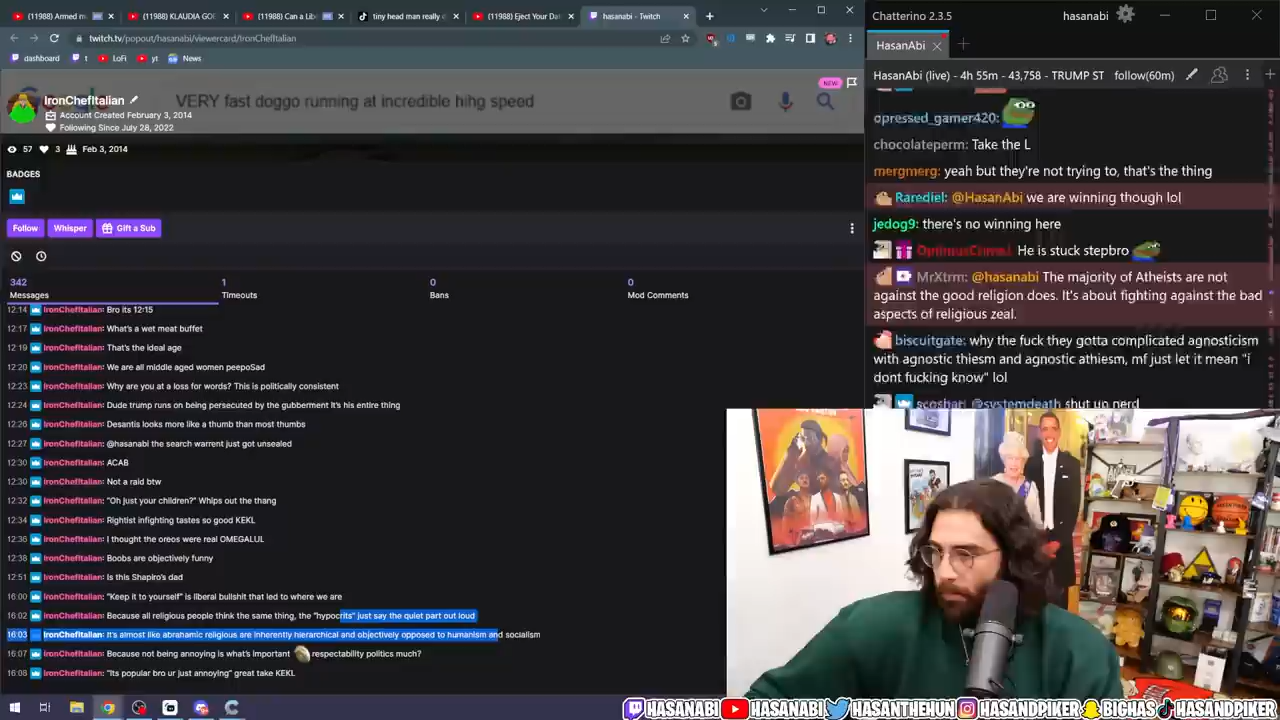 (11988) Armed m
(11988) KLAUDIA GOI
(11988) Can a Lib
tiny head man really d
(11988) Eject Your Dat
hasanabi - Twitch
twitch.tv/popout/hasanabi/viewercard/IronChefItalian
dashboard
t
LoFi
yt
News
IronChefItalian
VERY fast doggo running at incredible hihg speed
NEW
Account Created February 3, 2014
Following Since July 28, 2022
57
3
Feb 3, 2014
BADGES
Follow
Whisper
Gift a Sub
342
1
0
0
Messages
Timeouts
Bans
Mod Comments
12:14 IronChefItalian: Bro its 12:15
12:17 IronChefItalian: What's a wet meat buffet
12:19 IronChefItalian: That's the ideal age
12:20 IronChefItalian: We are all middle aged women peepoSad
12:23 IronChefItalian: Why are you at a loss for words? This is politically consistent
12:24 IronChefItalian: Dude trump runs on being persecuted by the gubberment It's his entire thing
12:26 IronChefItalian: Desantis looks more like a thumb than most thumbs
12:27 IronChefItalian: @hasanabi the search warrent just got unsealed
12:30 IronChefItalian: ACAB
12:30 IronChefItalian: Not a raid btw
12:32 IronChefItalian: "Oh just your children?" Whips out the thang
12:34 IronChefItalian: Rightist infighting tastes so good KEKL
12:36 IronChefItalian: I thought the oreos were real OMEGALUL
12:38 IronChefItalian: Boobs are objectively funny
12:51 IronChefItalian: Is this Shapiro's dad
16:00 IronChefItalian: "Keep it to yourself" is liberal bullshit that led to where we are
16:02 IronChefItalian: Because all religious people think the same thing, the "hypocrits" just say the quiet part out loud
16:03 IronChefItalian: It's almost like abrahamic religious are inherently hierarchical and objectively opposed to humanism and socialism
16:07 IronChefItalian: Because not being annoying is what's important respectability politics much?
16:08 IronChefItalian: "Its popular bro ur just annoying" great take KEKL
Chatterino 2.3.5
hasanabi
HasanAbi
HasanAbi (live) - 4h 55m - 43,758 - TRUMP ST
follow(60m)
opressed_gamer420:
chocolateperm: Take the L
mergmerg: yeah but they're not trying to, that's the thing
Rarediel: @HasanAbi we are winning though lol
jedog9: there's no winning here
He is stuck stepbro
MrXtrm: @hasanabi The majority of Atheists are not
against the good religion does. It's about fighting against the bad
aspects of religious zeal.
biscuitgate: why the fuck they gotta complicated agnosticism
with agnostic thiesm and agnostic athiesm, mf just let it mean "i
dont fucking know" lol
@systemdeath shut up nerd
HASANABI
HASANABI
HASANTHEHUN
HASANDPIKER
BIGHAS
HASANDPIKER